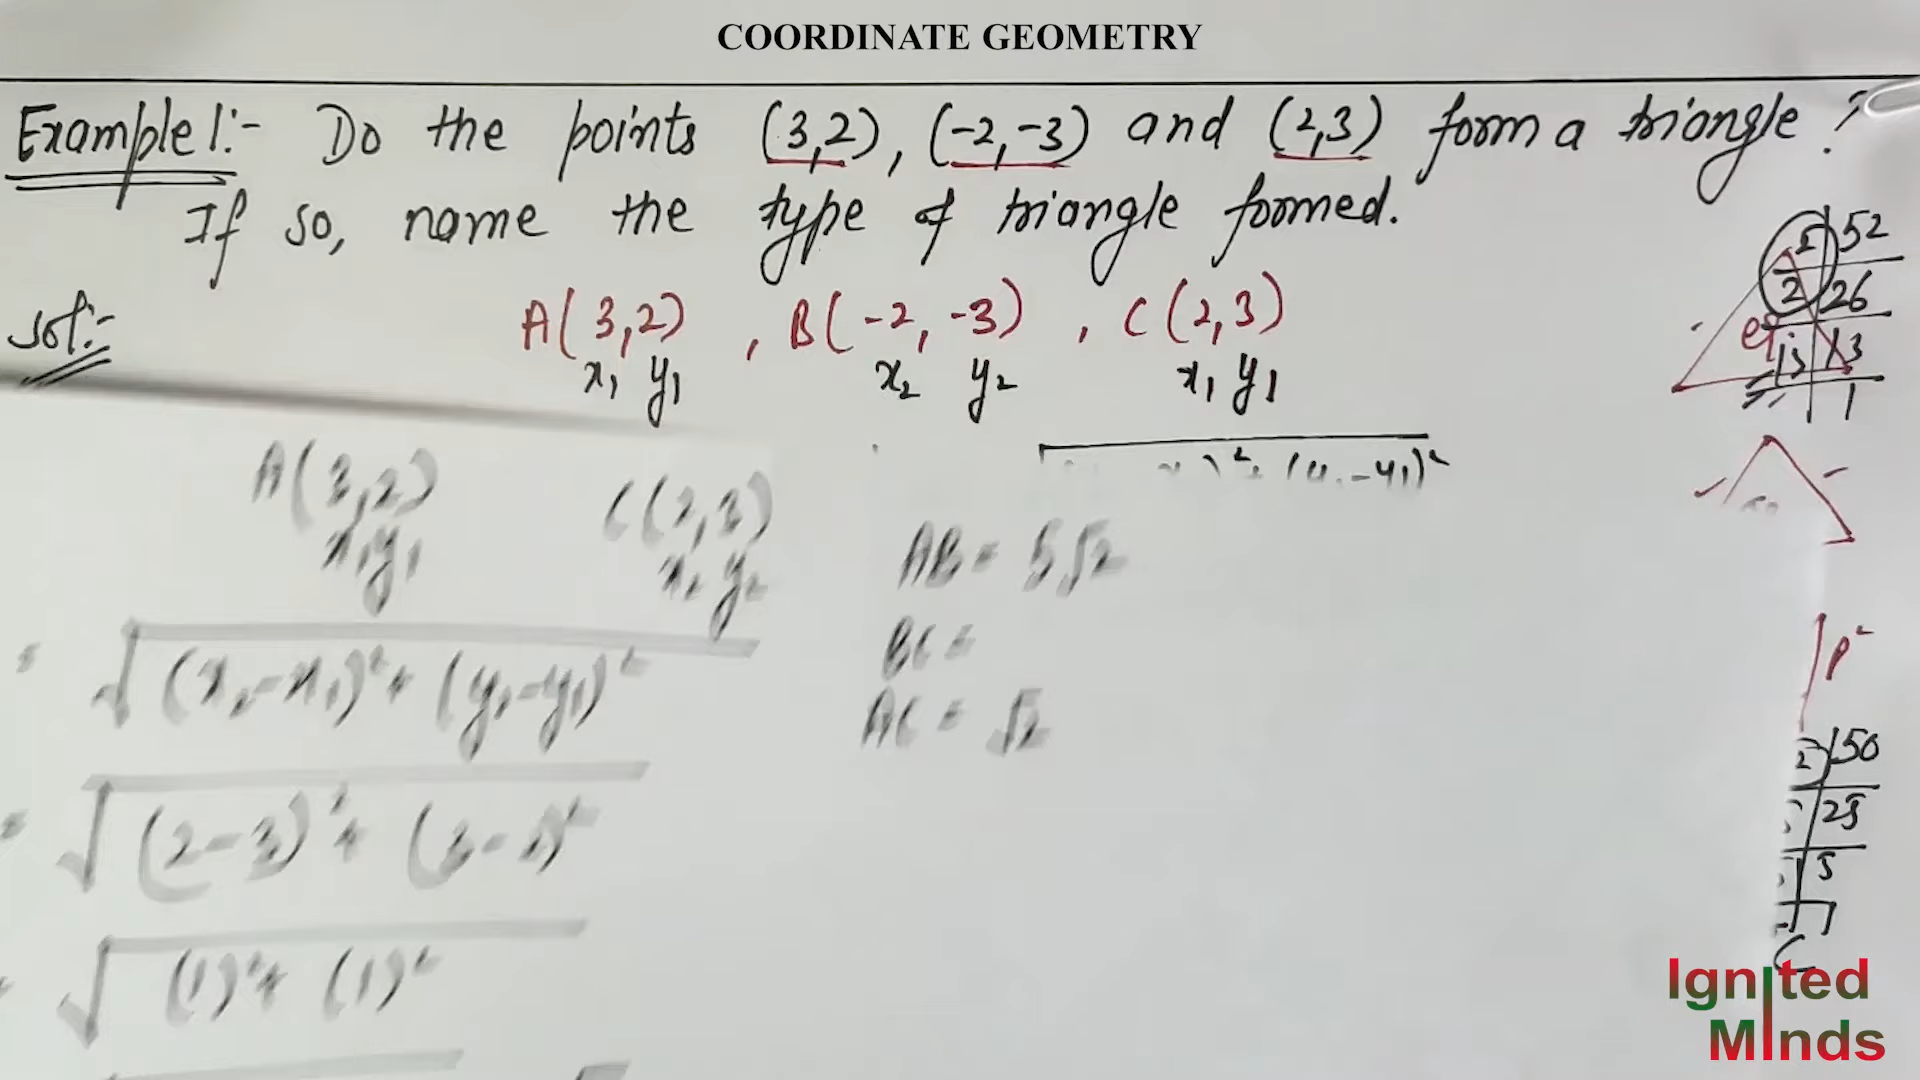 COORDINATE GEOMETRY
Example 1:- Do the points (3,2), (-2,-3) and (2,3) form a triangle?
If so, name the type of triangle formed.
Sol:-
A(3,2) , B(-2,-3) , C(2,3)
x₁ y₁ x₂ y₂ x₁ y₁
A(3,2) C(2,3)
x₁ y₁ x₂ y₂
AB = 5√2
BC =
AC = √2
= √(x₂-x₁)²+(y₂-y₁)²
= √(2-3)²+(3-2)²
√(1)²+(1)²
2 52
2 26
13 13
1
P²
2 50
25
5
Ignited
Minds